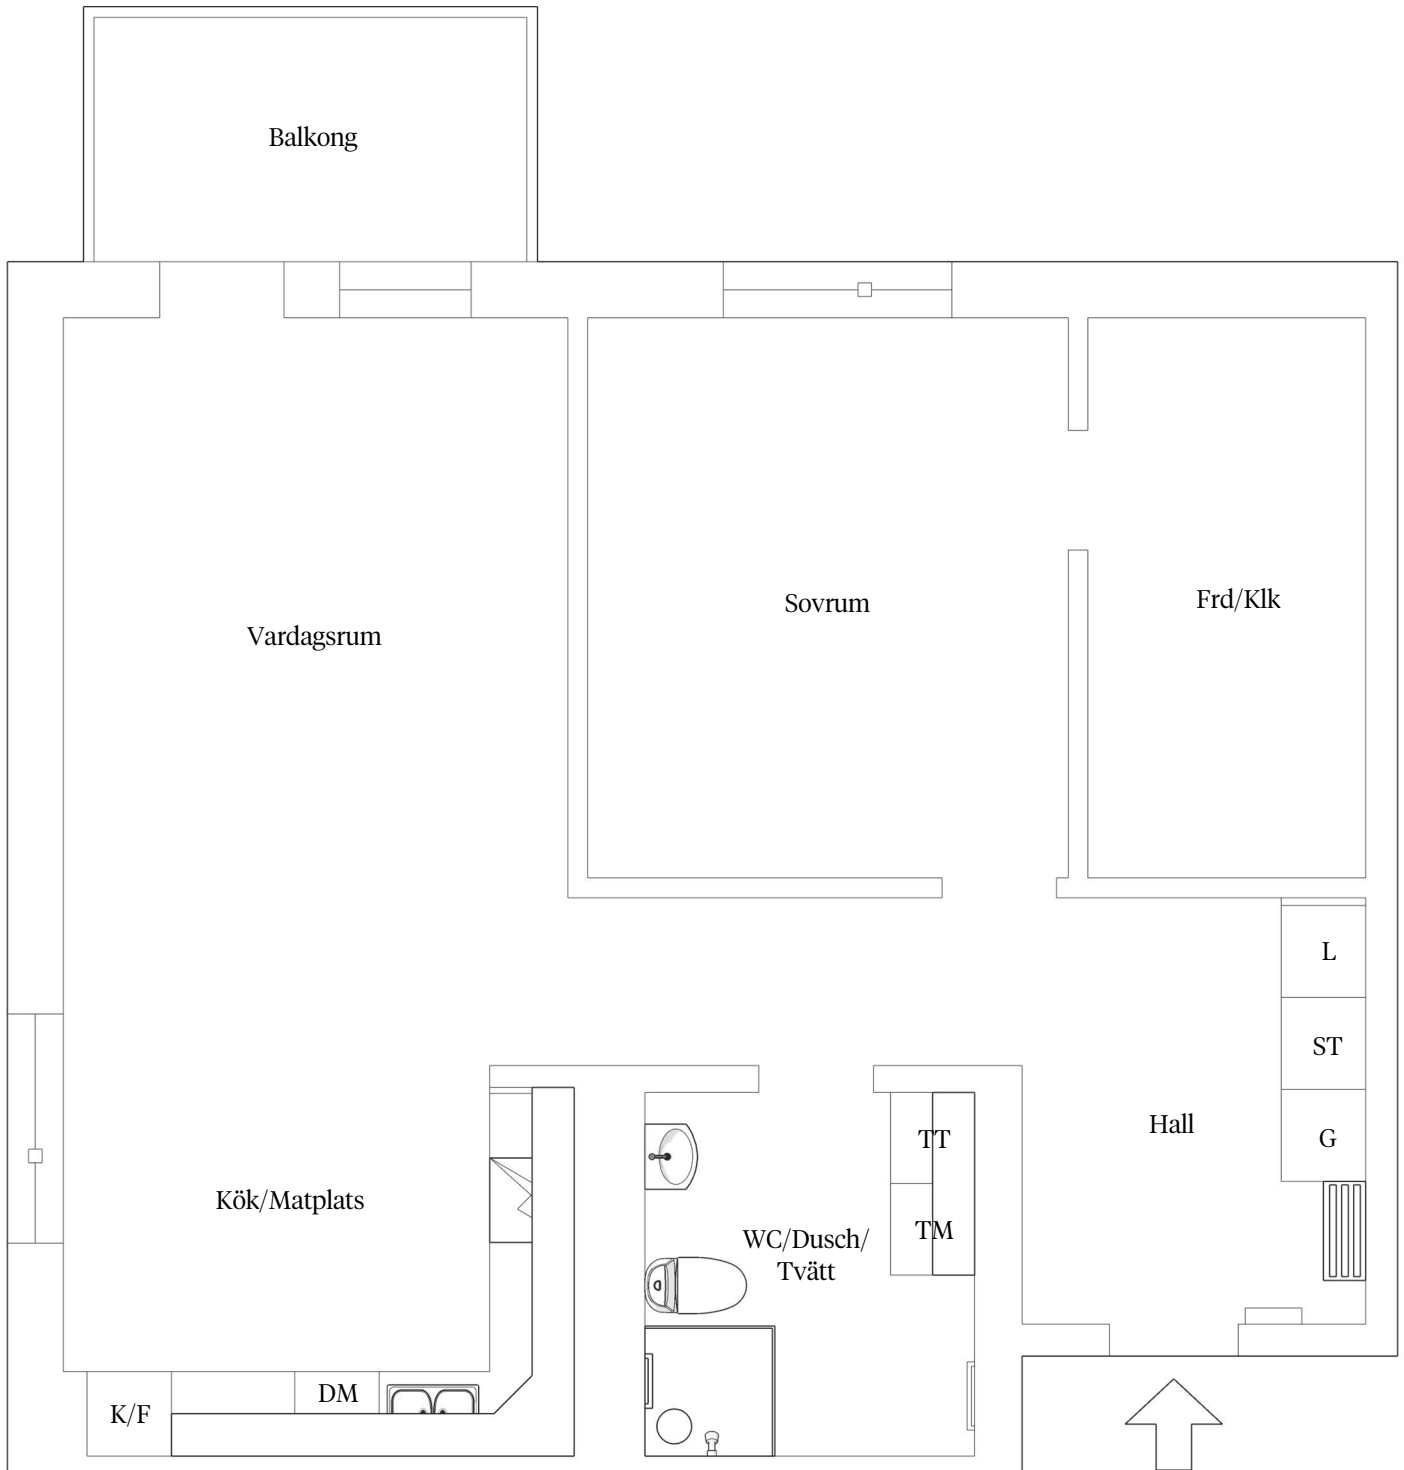 Balkong
Sovrum
Frd/Klk
Vardagsrum
L
ST
Hall
G
TT
Kök/Matplats
TM
WC/Dusch/
Tvätt
DM
K/F